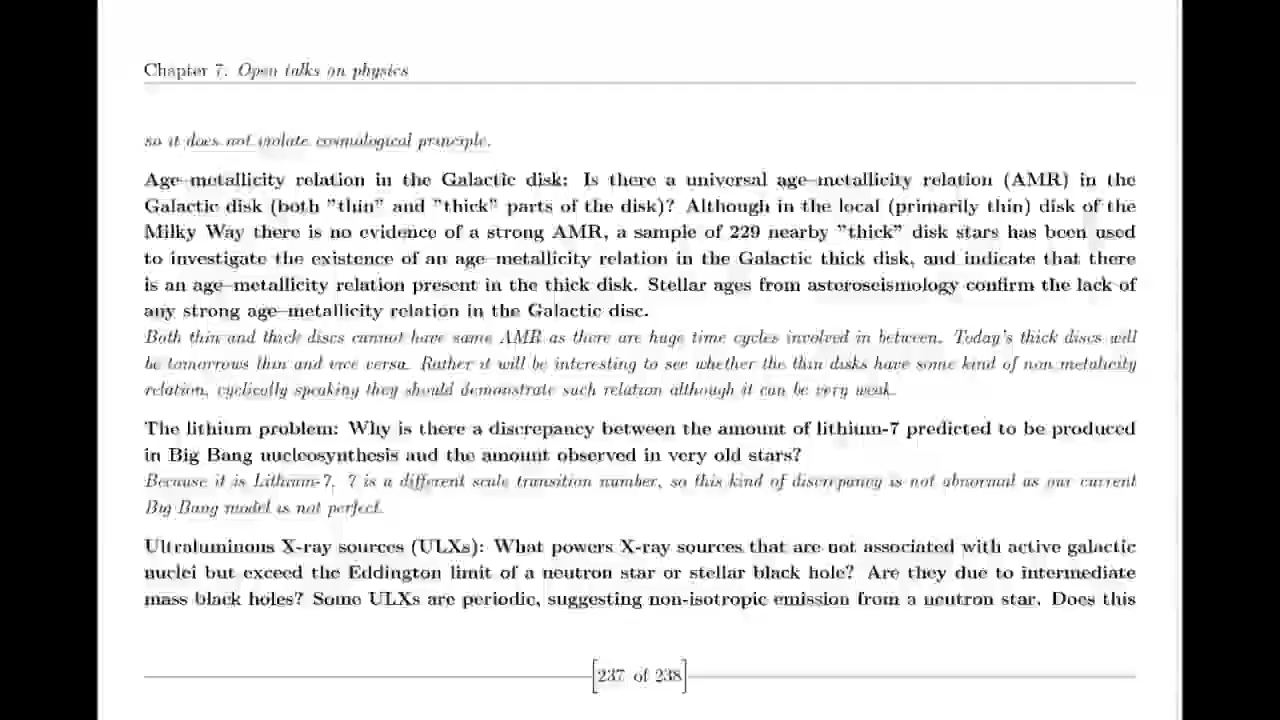 Chapter 7. Open talks on physics
so it does not violate cosmological principle.
Age–metallicity relation in the Galactic disk: Is there a universal age–metallicity relation (AMR) in the
Galactic disk (both ”thin” and ”thick” parts of the disk)? Although in the local (primarily thin) disk of the
Milky Way there is no evidence of a strong AMR, a sample of 229 nearby ”thick” disk stars has been used
to investigate the existence of an age–metallicity relation in the Galactic thick disk, and indicate that there
is an age–metallicity relation present in the thick disk. Stellar ages from asteroseismology confirm the lack of
any strong age–metallicity relation in the Galactic disc.
Both thin and thick discs cannot have same AMR as there are huge time cycles involved in between. Today's thick discs will
be tomorrows thin and vice versa. Rather it will be interesting to see whether the thin disks have some kind of non metalicity
relation, cyclically speaking they should demonstrate such relation although it can be very weak.
The lithium problem: Why is there a discrepancy between the amount of lithium-7 predicted to be produced
in Big Bang nucleosynthesis and the amount observed in very old stars?
Because it is Lithium-7, 7 is a different scale transition number, so this kind of discrepancy is not abnormal as our current
Big Bang model is not perfect.
Ultraluminous X-ray sources (ULXs): What powers X-ray sources that are not associated with active galactic
nuclei but exceed the Eddington limit of a neutron star or stellar black hole? Are they due to intermediate
mass black holes? Some ULXs are periodic, suggesting non-isotropic emission from a neutron star. Does this
[237 of 238]